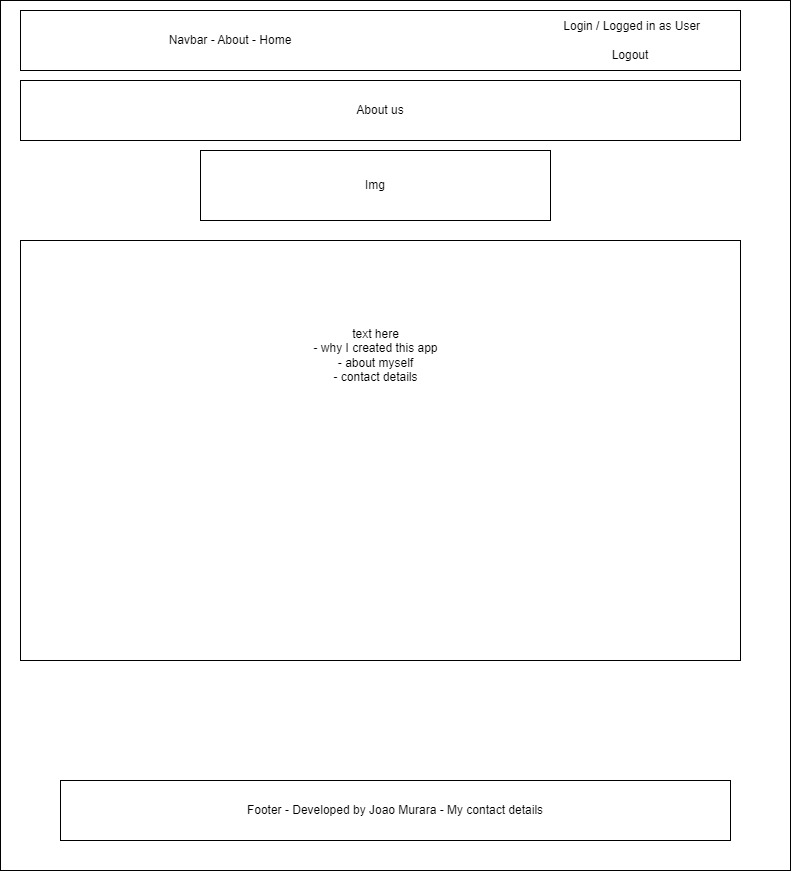 Navbar - About - Home
Login / Logged in as User
Logout
About us
Img
text here
- why I created this app
- about myself
- contact details
Footer - Developed by Joao Murara - My contact details